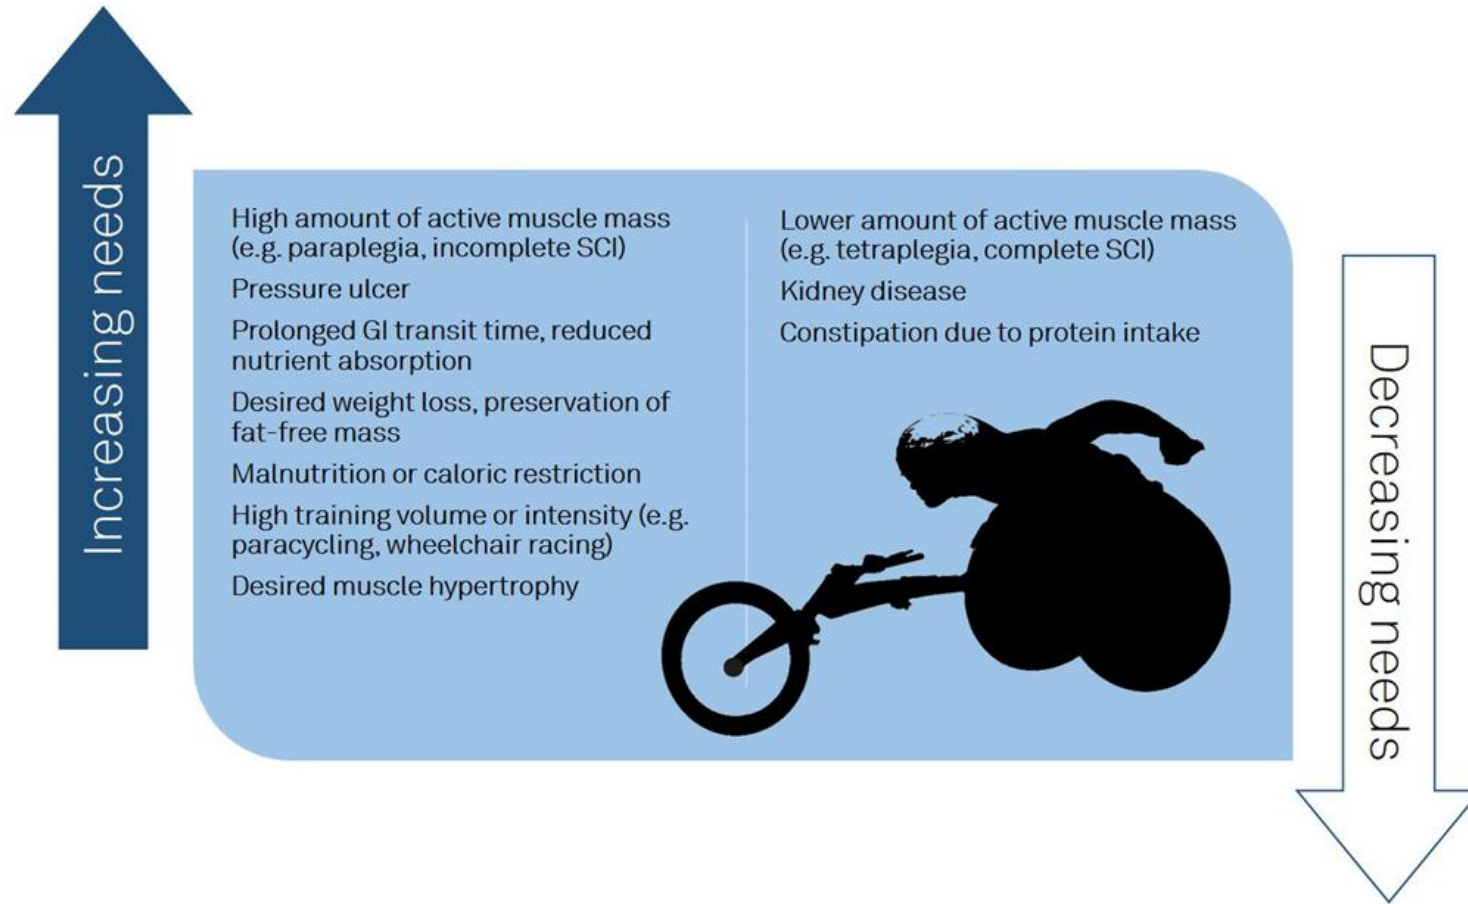 Increasing needs
High amount of active muscle mass
(e.g. paraplegia, incomplete SCI)
Pressure ulcer
Prolonged GI transit time, reduced
nutrient absorption
Desired weight loss, preservation of
fat-free mass
Malnutrition or caloric restriction
High training volume or intensity (e.g.
paracycling, wheelchair racing)
Desired muscle hypertrophy
Lower amount of active muscle mass
(e.g. tetraplegia, complete SCI)
Kidney disease
Constipation due to protein intake
Decreasing needs